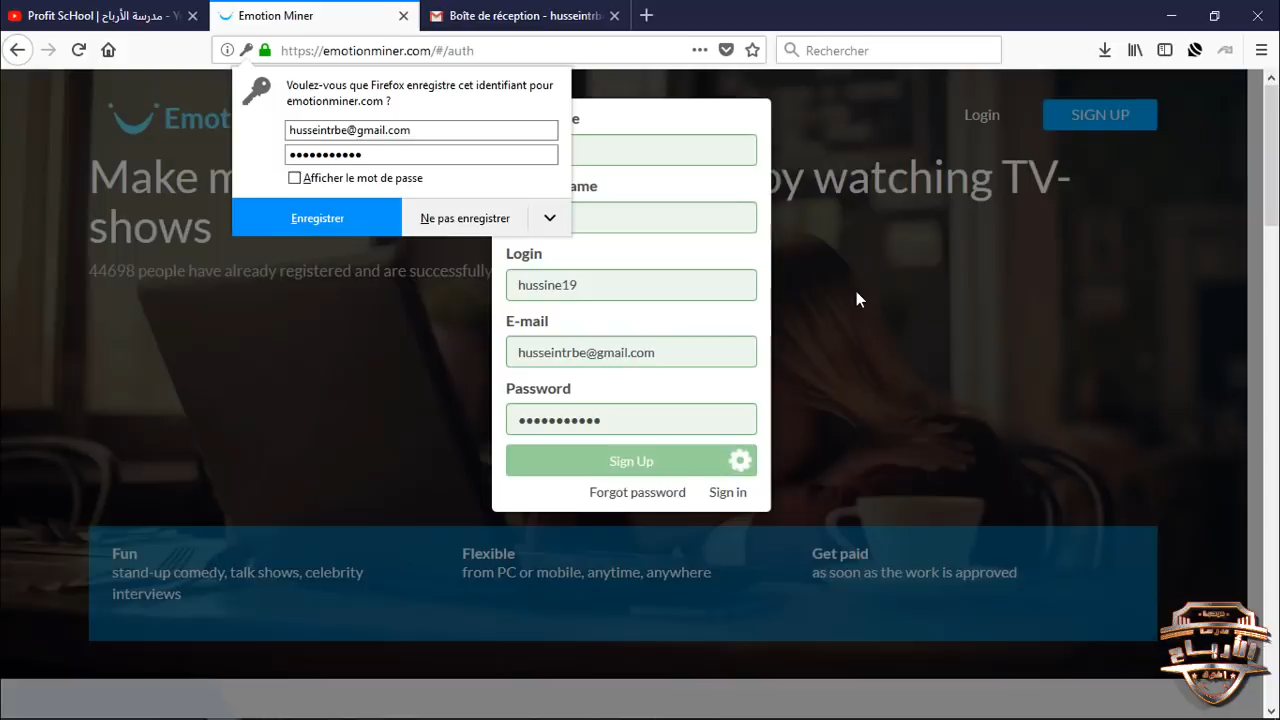 Profit ScHool | مدرسة الأرباح - Yo
Emotion Miner
Boîte de réception - husseintrbe
https://emotionminer.com/#/auth
Rechercher
Voulez-vous que Firefox enregistre cet identifiant pour
emotionminer.com ?
husseintrbe@gmail.com
•••••••••••
Afficher le mot de passe
Enregistrer
Ne pas enregistrer
Emot
Login
SIGN UP
Make m
by watching TV-
shows
44698 people have already registered and are successfully
e
ame
Login
hussine19
E-mail
husseintrbe@gmail.com
Password
•••••••••••
Sign Up
Forgot password
Sign in
Fun
stand-up comedy, talk shows, celebrity
interviews
Flexible
from PC or mobile, anytime, anywhere
Get paid
as soon as the work is approved